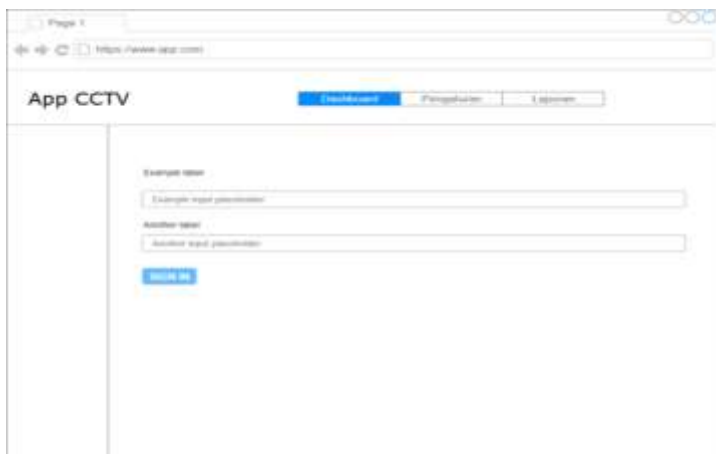 Page 1
https://www.app.com
App CCTV
Dashboard Pengaturan Laporan
Example label
Example input placeholder
Another label
Another input placeholder
SIGN IN